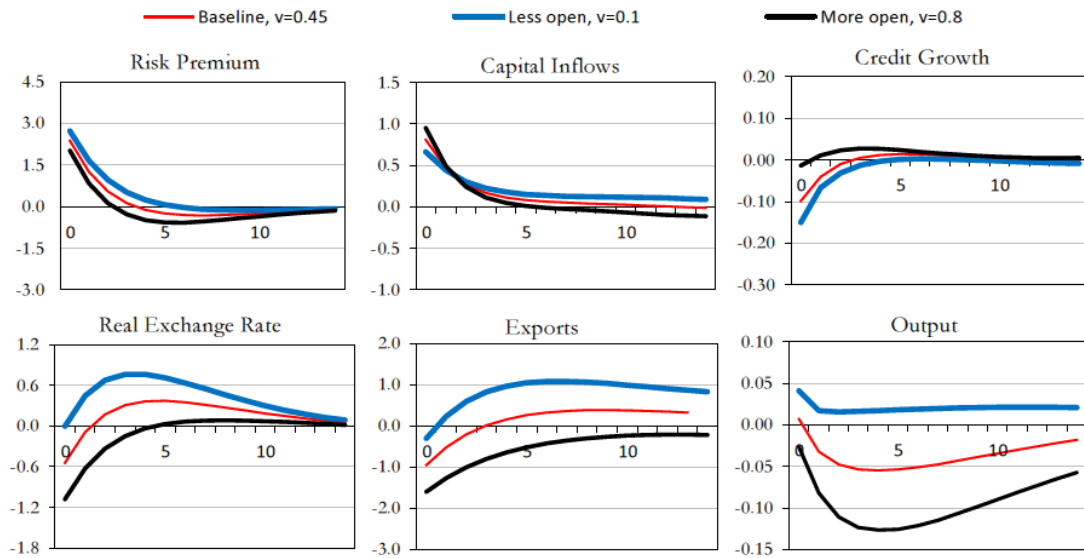 Baseline, v=0.45 Less open, v=0.1 More open, v=0.8
Risk Premium
4.5
3.0
1.5
0.0
-1.5
-3.0
0 5 10
Capital Inflows
1.5
1.0
0.5
0.0
-0.5
-1.0
0 5 10
Credit Growth
0.20
0.10
0.00
-0.10
-0.20
-0.30
0 5 10
Real Exchange Rate
1.2
0.6
0.0
-0.6
-1.2
-1.8
0 5 10
Exports
2.0
1.0
0.0
-1.0
-2.0
-3.0
0 5 10
Output
0.10
0.05
0.00
-0.05
-0.10
-0.15
0 5 10